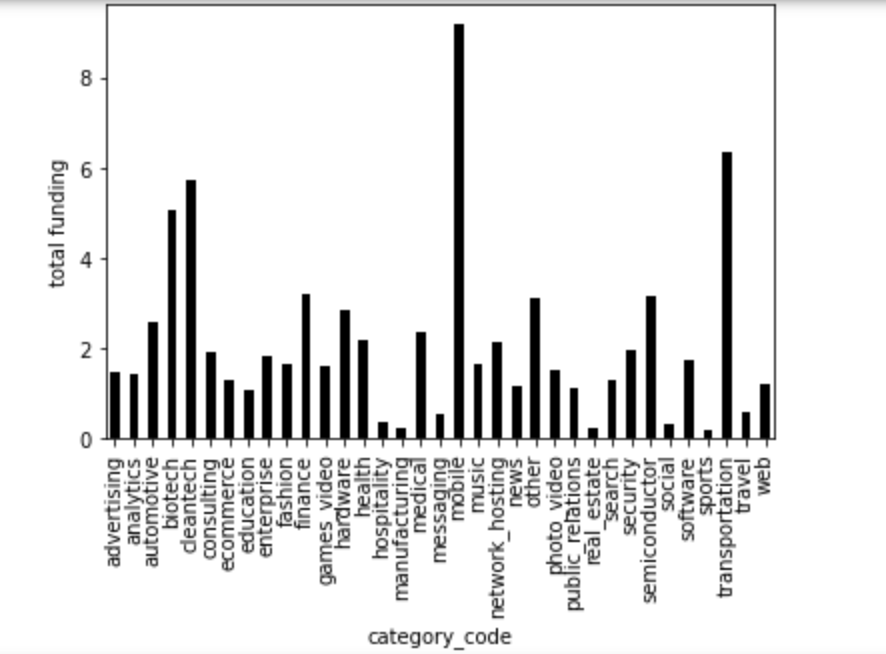 8
6
4
2
0
total funding
advertising
analytics
automotive
biotech
cleantech
consulting
ecommerce
education
enterprise
fashion
finance
games_video
hardware
health
hospitality
manufacturing
medical
messaging
mobile
music
network_hosting
news
other
photo_video
public_relations
real_estate
search
security
semiconductor
social
software
sports
transportation
travel
web
category_code